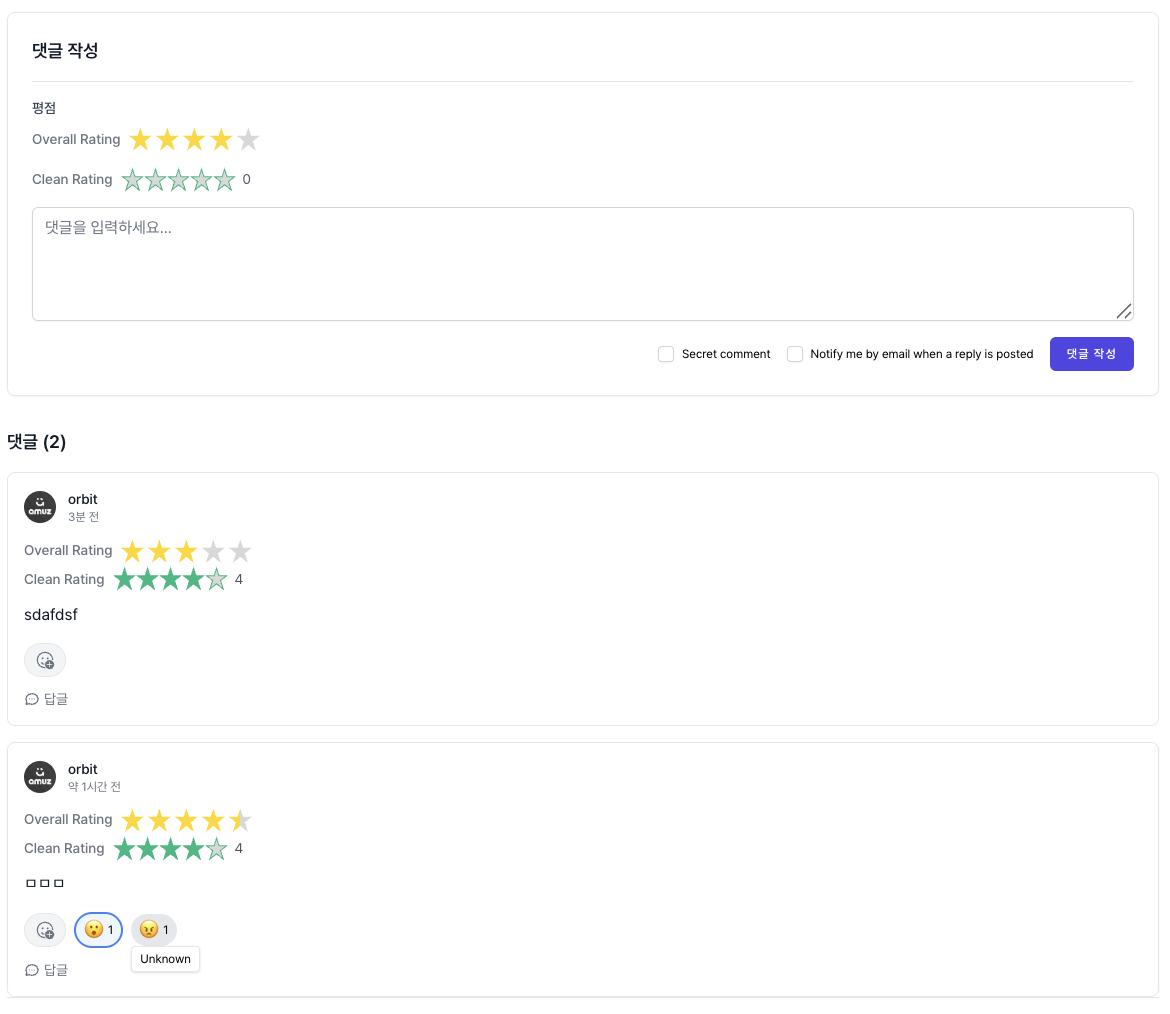 댓글 작성
평점
Overall Rating
Clean Rating 0
댓글을 입력하세요...
Secret comment Notify me by email when a reply is posted 댓글 작성
댓글 (2)
amuz
orbit
3분 전
Overall Rating
Clean Rating 4
sdafdsf
답글
amuz
orbit
약 1시간 전
Overall Rating
Clean Rating 4
ㅁㅁㅁ
😮 1 😠 1
Unknown
답글